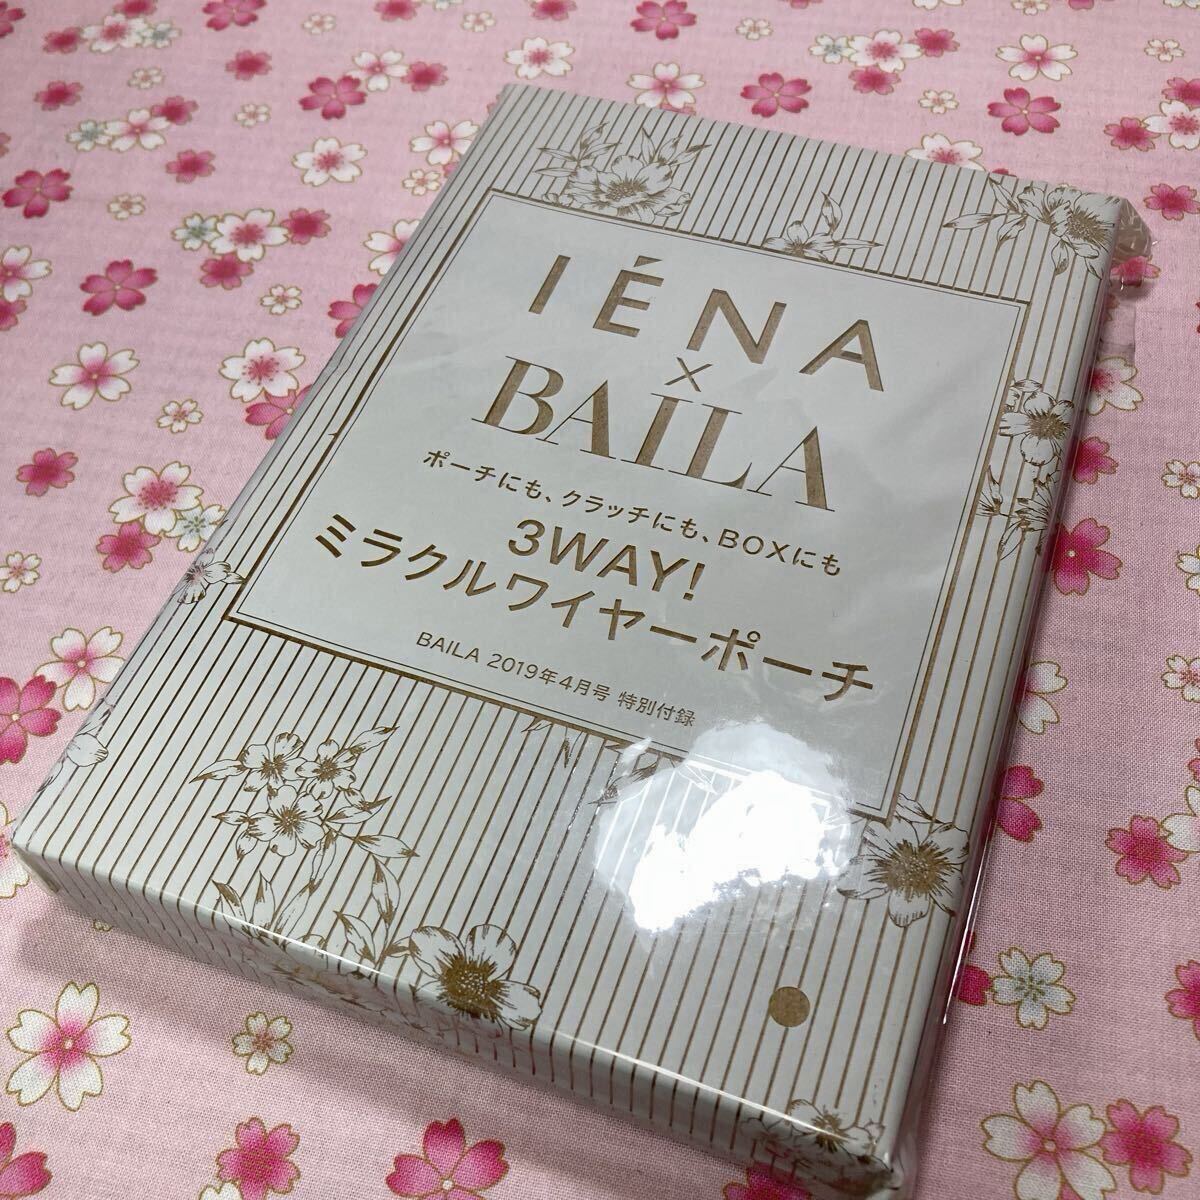 IÉNA
×
BAILA
ポーチにも、クラッチにも、BOXにも
3WAY!
ミラクルワイヤーポーチ
BAILA 2019年4月号 特別付録